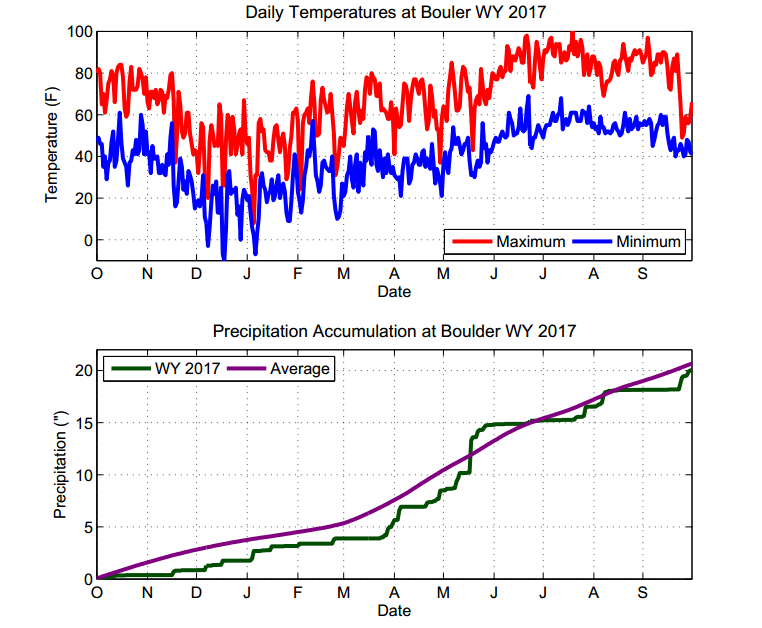 Daily Temperatures at Bouler WY 2017
100
80
60
40
20
0
Temperature (F)
Maximum Minimum
O N D J F M A M J J A S
Date
Precipitation Accumulation at Boulder WY 2017
WY 2017 Average
20
15
10
5
0
Precipitation (")
O N D J F M A M J J A S
Date